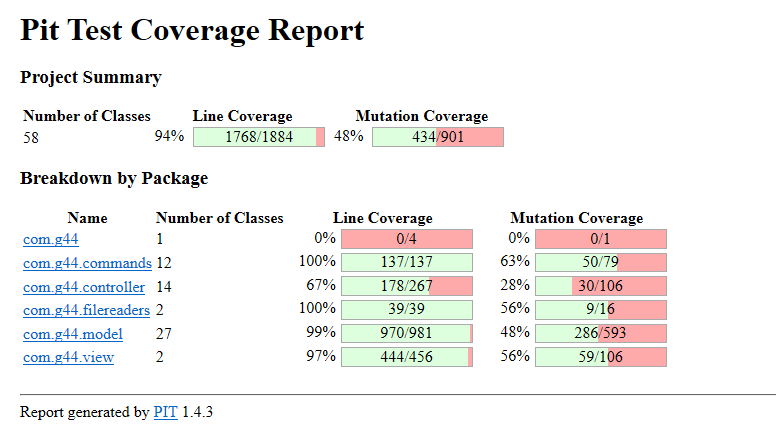 Pit Test Coverage Report
Project Summary
Number of Classes Line Coverage Mutation Coverage
58 94% 1768/1884 48% 434/901
Breakdown by Package
Name Number of Classes Line Coverage Mutation Coverage
com.g44 1 0% 0/4 0% 0/1
com.g44.commands 12 100% 137/137 63% 50/79
com.g44.controller 14 67% 178/267 28% 30/106
com.g44.filereaders 2 100% 39/39 56% 9/16
com.g44.model 27 99% 970/981 48% 286/593
com.g44.view 2 97% 444/456 56% 59/106
Report generated by PIT 1.4.3